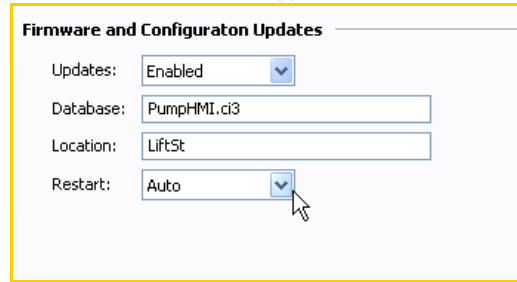 Firmware and Configuraton Updates
Updates: Enabled
Database: PumpHMI.ci3
Location: LiftSt
Restart: Auto